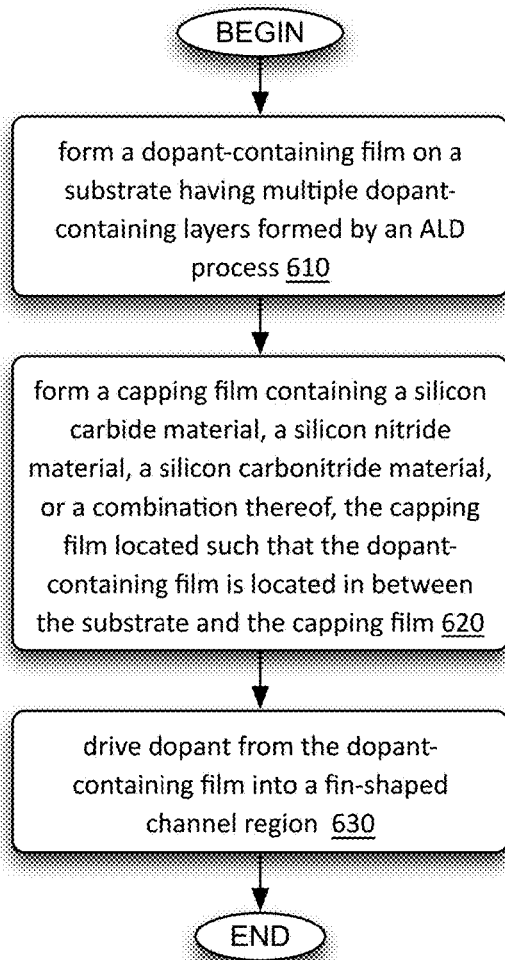 BEGIN
form a dopant-containing film on a
substrate having multiple dopant-
containing layers formed by an ALD
process 610
form a capping film containing a silicon
carbide material, a silicon nitride
material, a silicon carbonitride material,
or a combination thereof, the capping
film located such that the dopant-
containing film is located in between
the substrate and the capping film 620
drive dopant from the dopant-
containing film into a fin-shaped
channel region 630
END